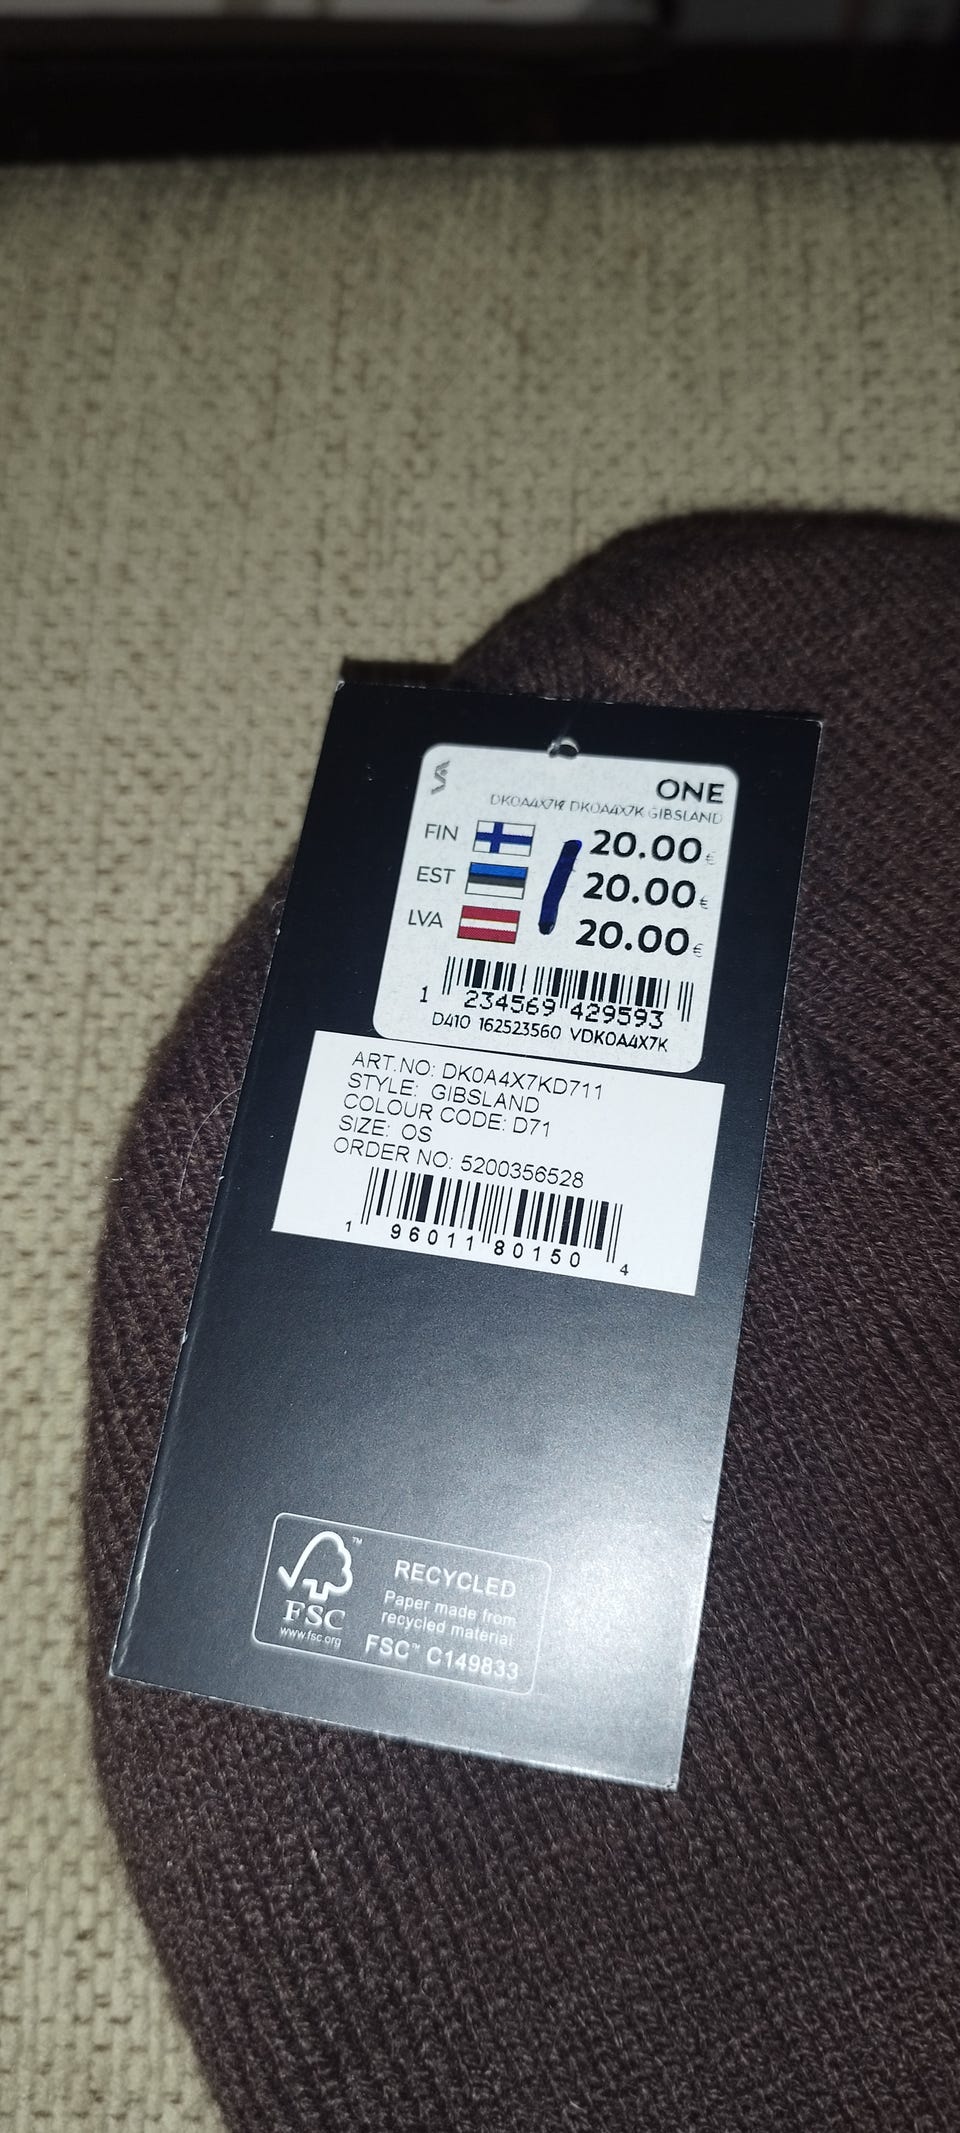 ONE
DK0A4X7K DK0A4X7K GIBSLAND
FIN 20.00€
EST 20.00€
LVA 20.00€
1 234569 429593
D410 162523560 VDK0A4X7K
ART.NO: DK0A4X7KD711
STYLE: GIBSLAND
COLOUR CODE: D71
SIZE: OS
ORDER NO: 5200356528
1 96011 80150 4
RECYCLED
Paper made from
recycled material
FSC™ C149833
FSC
www.fsc.org